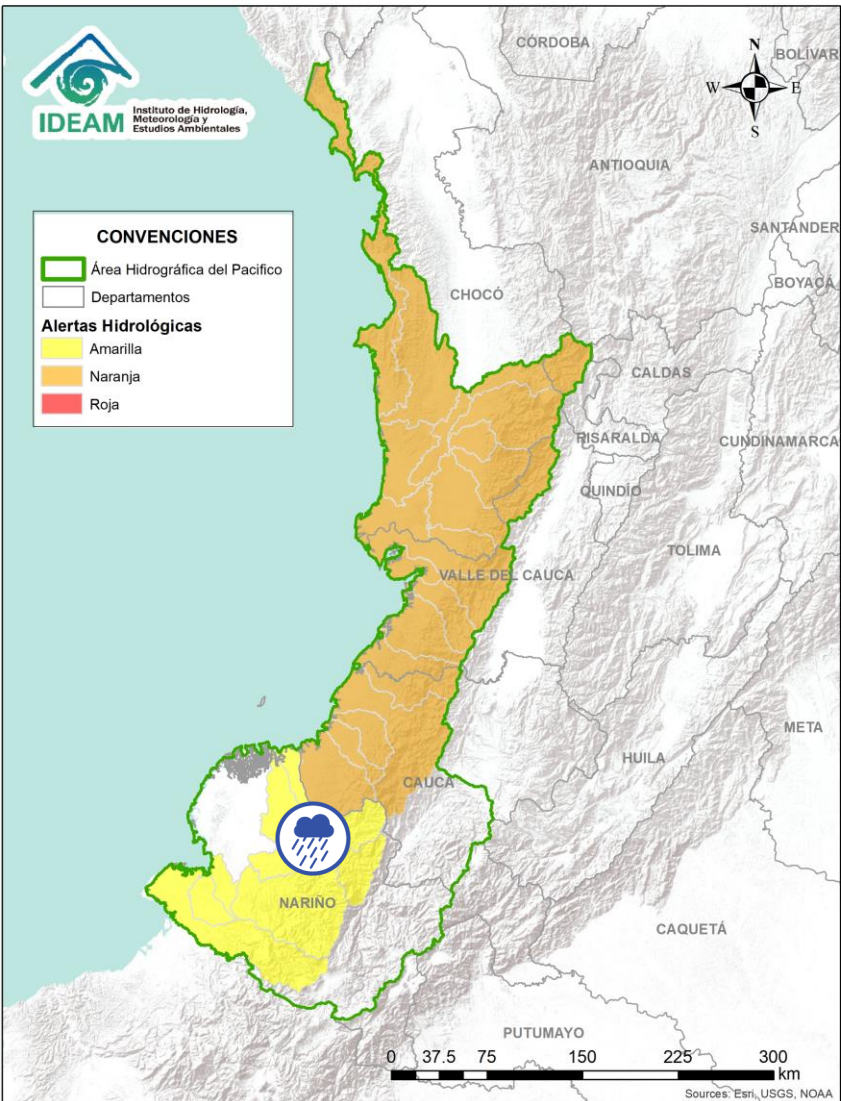 IDEAM
Instituto de Hidrología,
Meteorología y
Estudios Ambientales
N
W
E
S
CÓRDOBA
BOLÍVAR
ANTIOQUIA
SANTANDER
BOYACÁ
CONVENCIONES
Área Hidrográfica del Pacifico
Departamentos
Alertas Hidrológicas
Amarilla
Naranja
Roja
CHOCÓ
CALDAS
RISARALDA
CUNDINAMARCA
QUINDÍO
TOLIMA
VALLE DEL CAUCA
META
HUILA
CAUCA
NARIÑO
CAQUETÁ
PUTUMAYO
0 37.5 75 150 225 300
km
Sources: Esri, USGS, NOAA